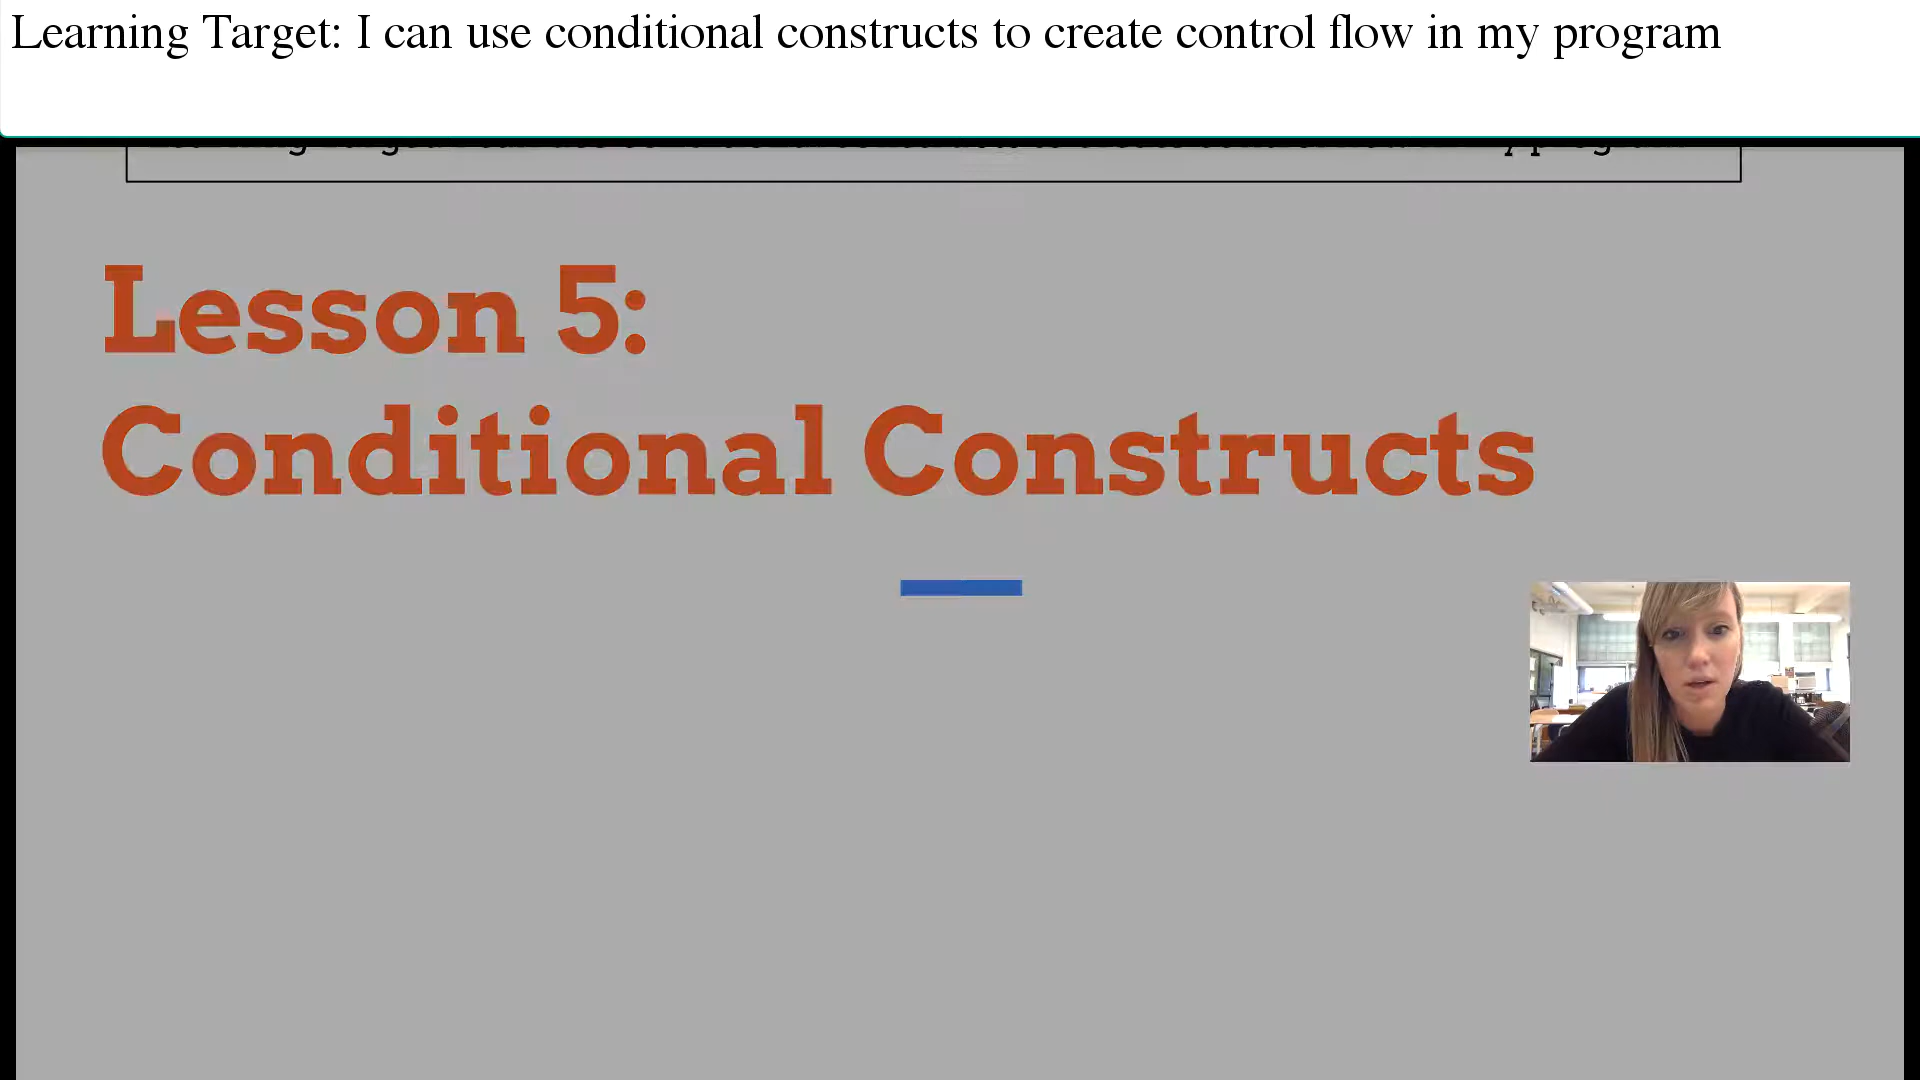 Learning Target: I can use conditional constructs to create control flow in my program
Lesson 5:
Conditional Constructs